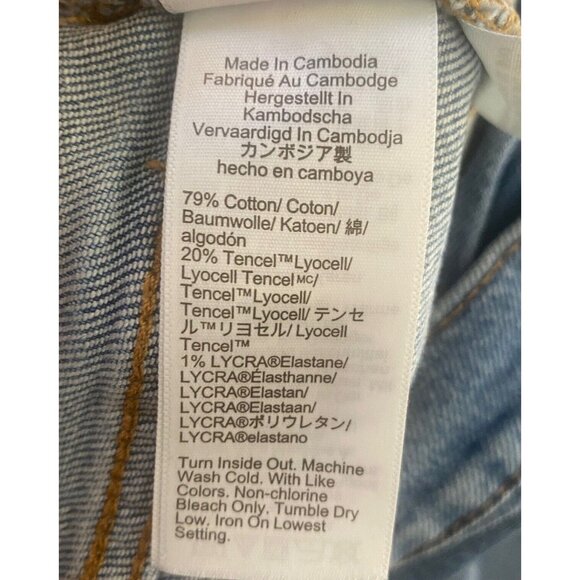 Made In Cambodia
Fabriqué Au Cambodge
Hergestellt In
Kambodscha
Vervaardigd In Cambodja
カンボジア製
hecho en camboya
79% Cotton/ Coton/
Baumwolle/ Katoen/ 綿/
algodón
20% Tencel™Lyocell/
Lyocell Tencel MC/
Tencel™Lyocell/
Tencel™Lyocell/ テンセ
ル™リヨセル/ Lyocell
Tencel™
1% LYCRA®Elastane/
LYCRA®Élasthanne/
LYCRA®Elastan/
LYCRA®Elastaan/
LYCRA®ポリウレタン/
LYCRA®elastano
Turn Inside Out. Machine
Wash Cold. With Like
Colors. Non-chlorine
Bleach Only. Tumble Dry
Low. Iron On Lowest
Setting.